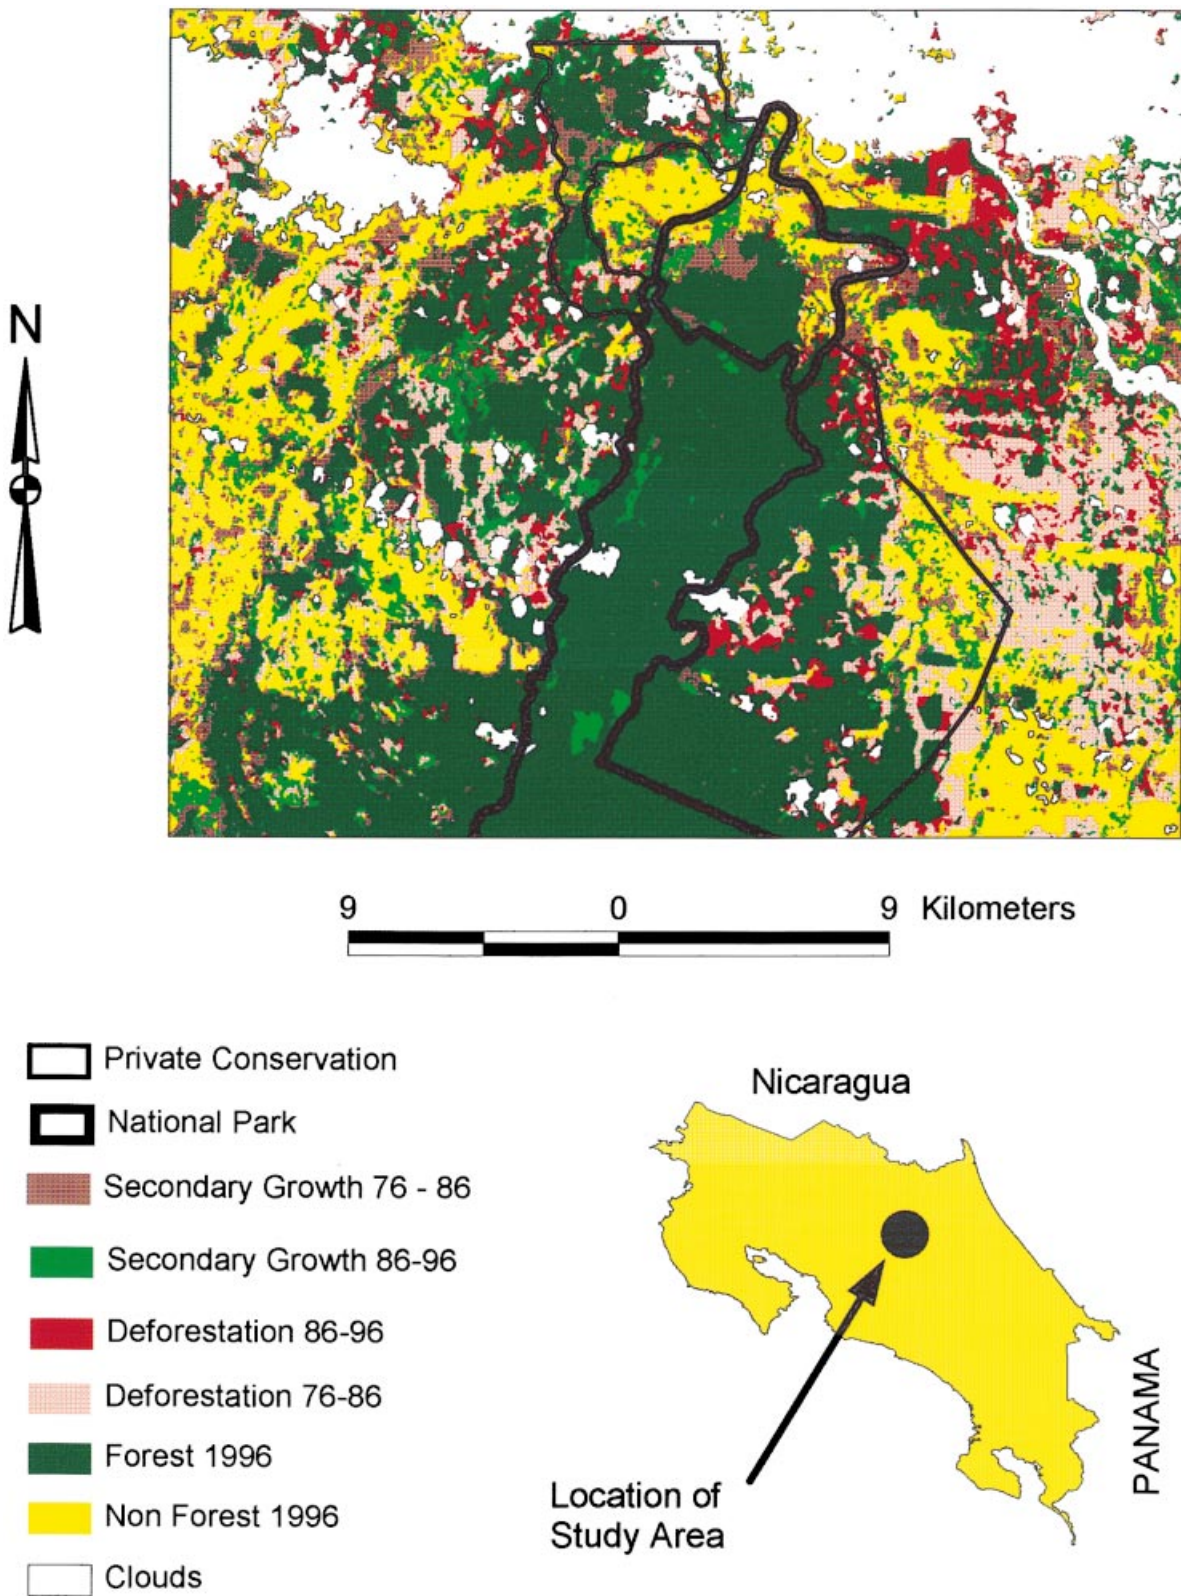 N
9 0 9 Kilometers
Private Conservation
National Park
Secondary Growth 76 - 86
Secondary Growth 86-96
Deforestation 86-96
Deforestation 76-86
Forest 1996
Non Forest 1996
Clouds
Nicaragua
PANAMA
Location of
Study Area